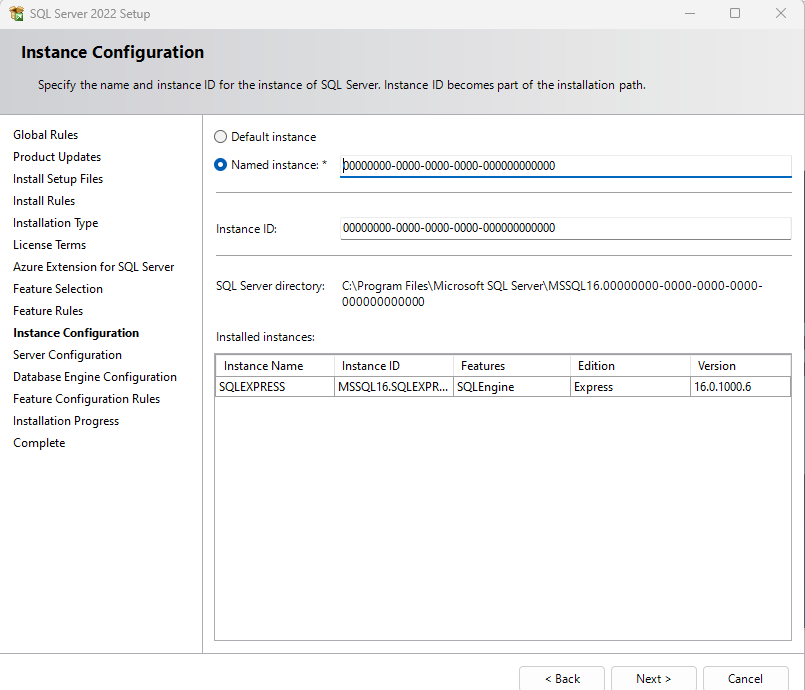 SQL Server 2022 Setup
Instance Configuration
Specify the name and instance ID for the instance of SQL Server. Instance ID becomes part of the installation path.
Global Rules
Product Updates
Install Setup Files
Install Rules
Installation Type
License Terms
Azure Extension for SQL Server
Feature Selection
Feature Rules
Instance Configuration
Server Configuration
Database Engine Configuration
Feature Configuration Rules
Installation Progress
Complete
Default instance
Named instance: * 00000000-0000-0000-0000-000000000000
Instance ID: 00000000-0000-0000-0000-000000000000
SQL Server directory: C:\Program Files\Microsoft SQL Server\MSSQL16.00000000-0000-0000-0000-
000000000000
Installed instances:
Instance Name Instance ID Features Edition Version
SQLEXPRESS MSSQL16.SQLEXPR... SQLEngine Express 16.0.1000.6
< Back Next > Cancel